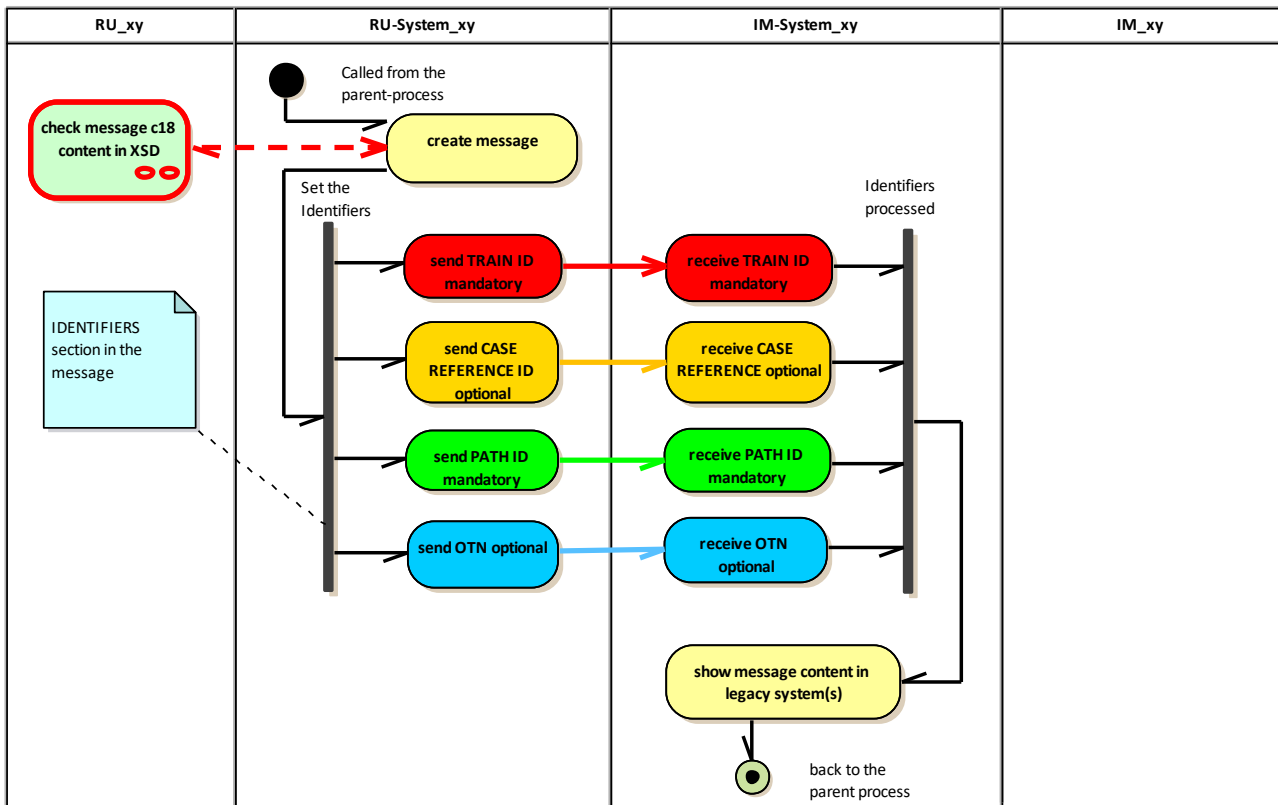 RU_xy
RU-System_xy
IM-System_xy
IM_xy
Called from the
parent-process
check message c18
content in XSD
create message
Set the
Identifiers
Identifiers
processed
send TRAIN ID
mandatory
receive TRAIN ID
mandatory
IDENTIFIERS
section in the
message
send CASE
REFERENCE ID
optional
receive CASE
REFERENCE optional
send PATH ID
mandatory
receive PATH ID
mandatory
send OTN optional
receive OTN
optional
show message content in
legacy system(s)
back to the
parent process